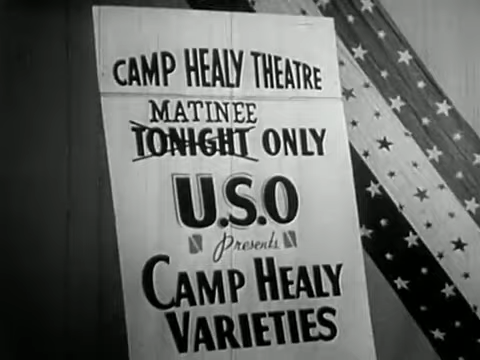 CAMP HEALY THEATRE
MATINEE
TONIGHT ONLY
U.S.O
Presents
CAMP HEALY
VARIETIES